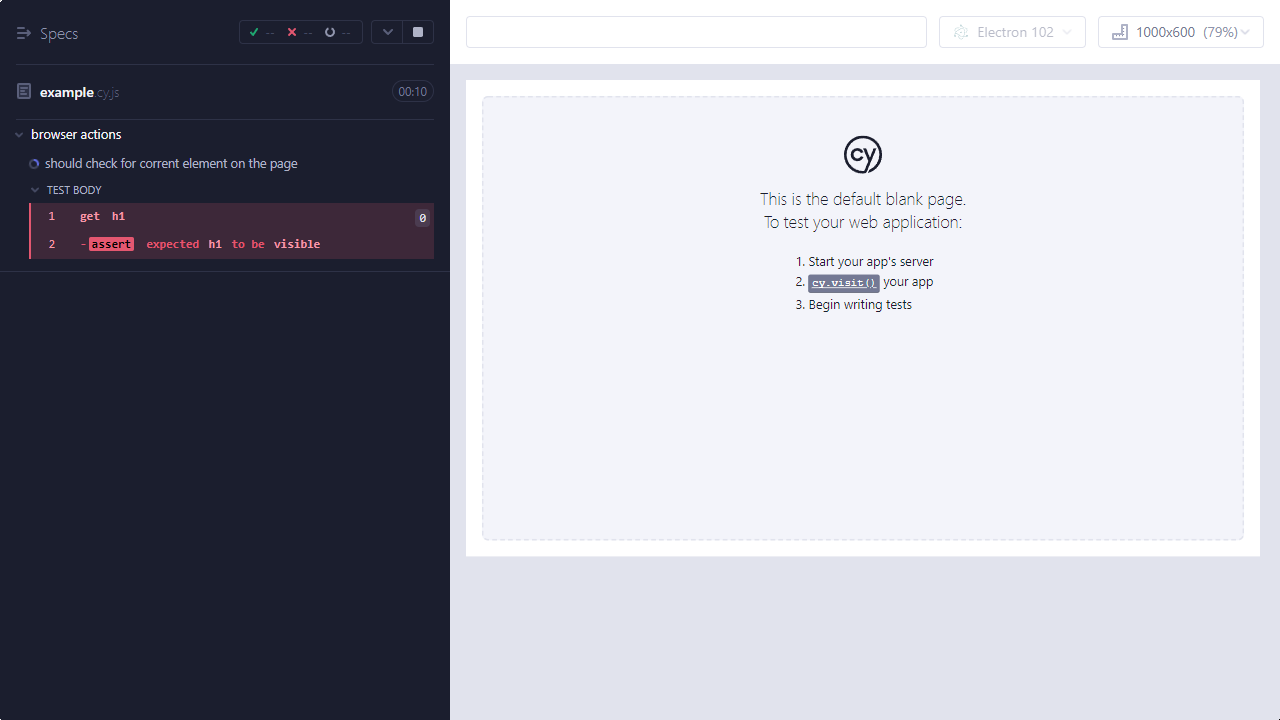 Specs
--
--
--
Electron 102
1000x600 (79%)
example.cy.js
00:10
browser actions
should check for corrent element on the page
TEST BODY
1 get h1 0
2 -assert expected h1 to be visible
cy
This is the default blank page.
To test your web application:
1. Start your app's server
2. cy.visit() your app
3. Begin writing tests